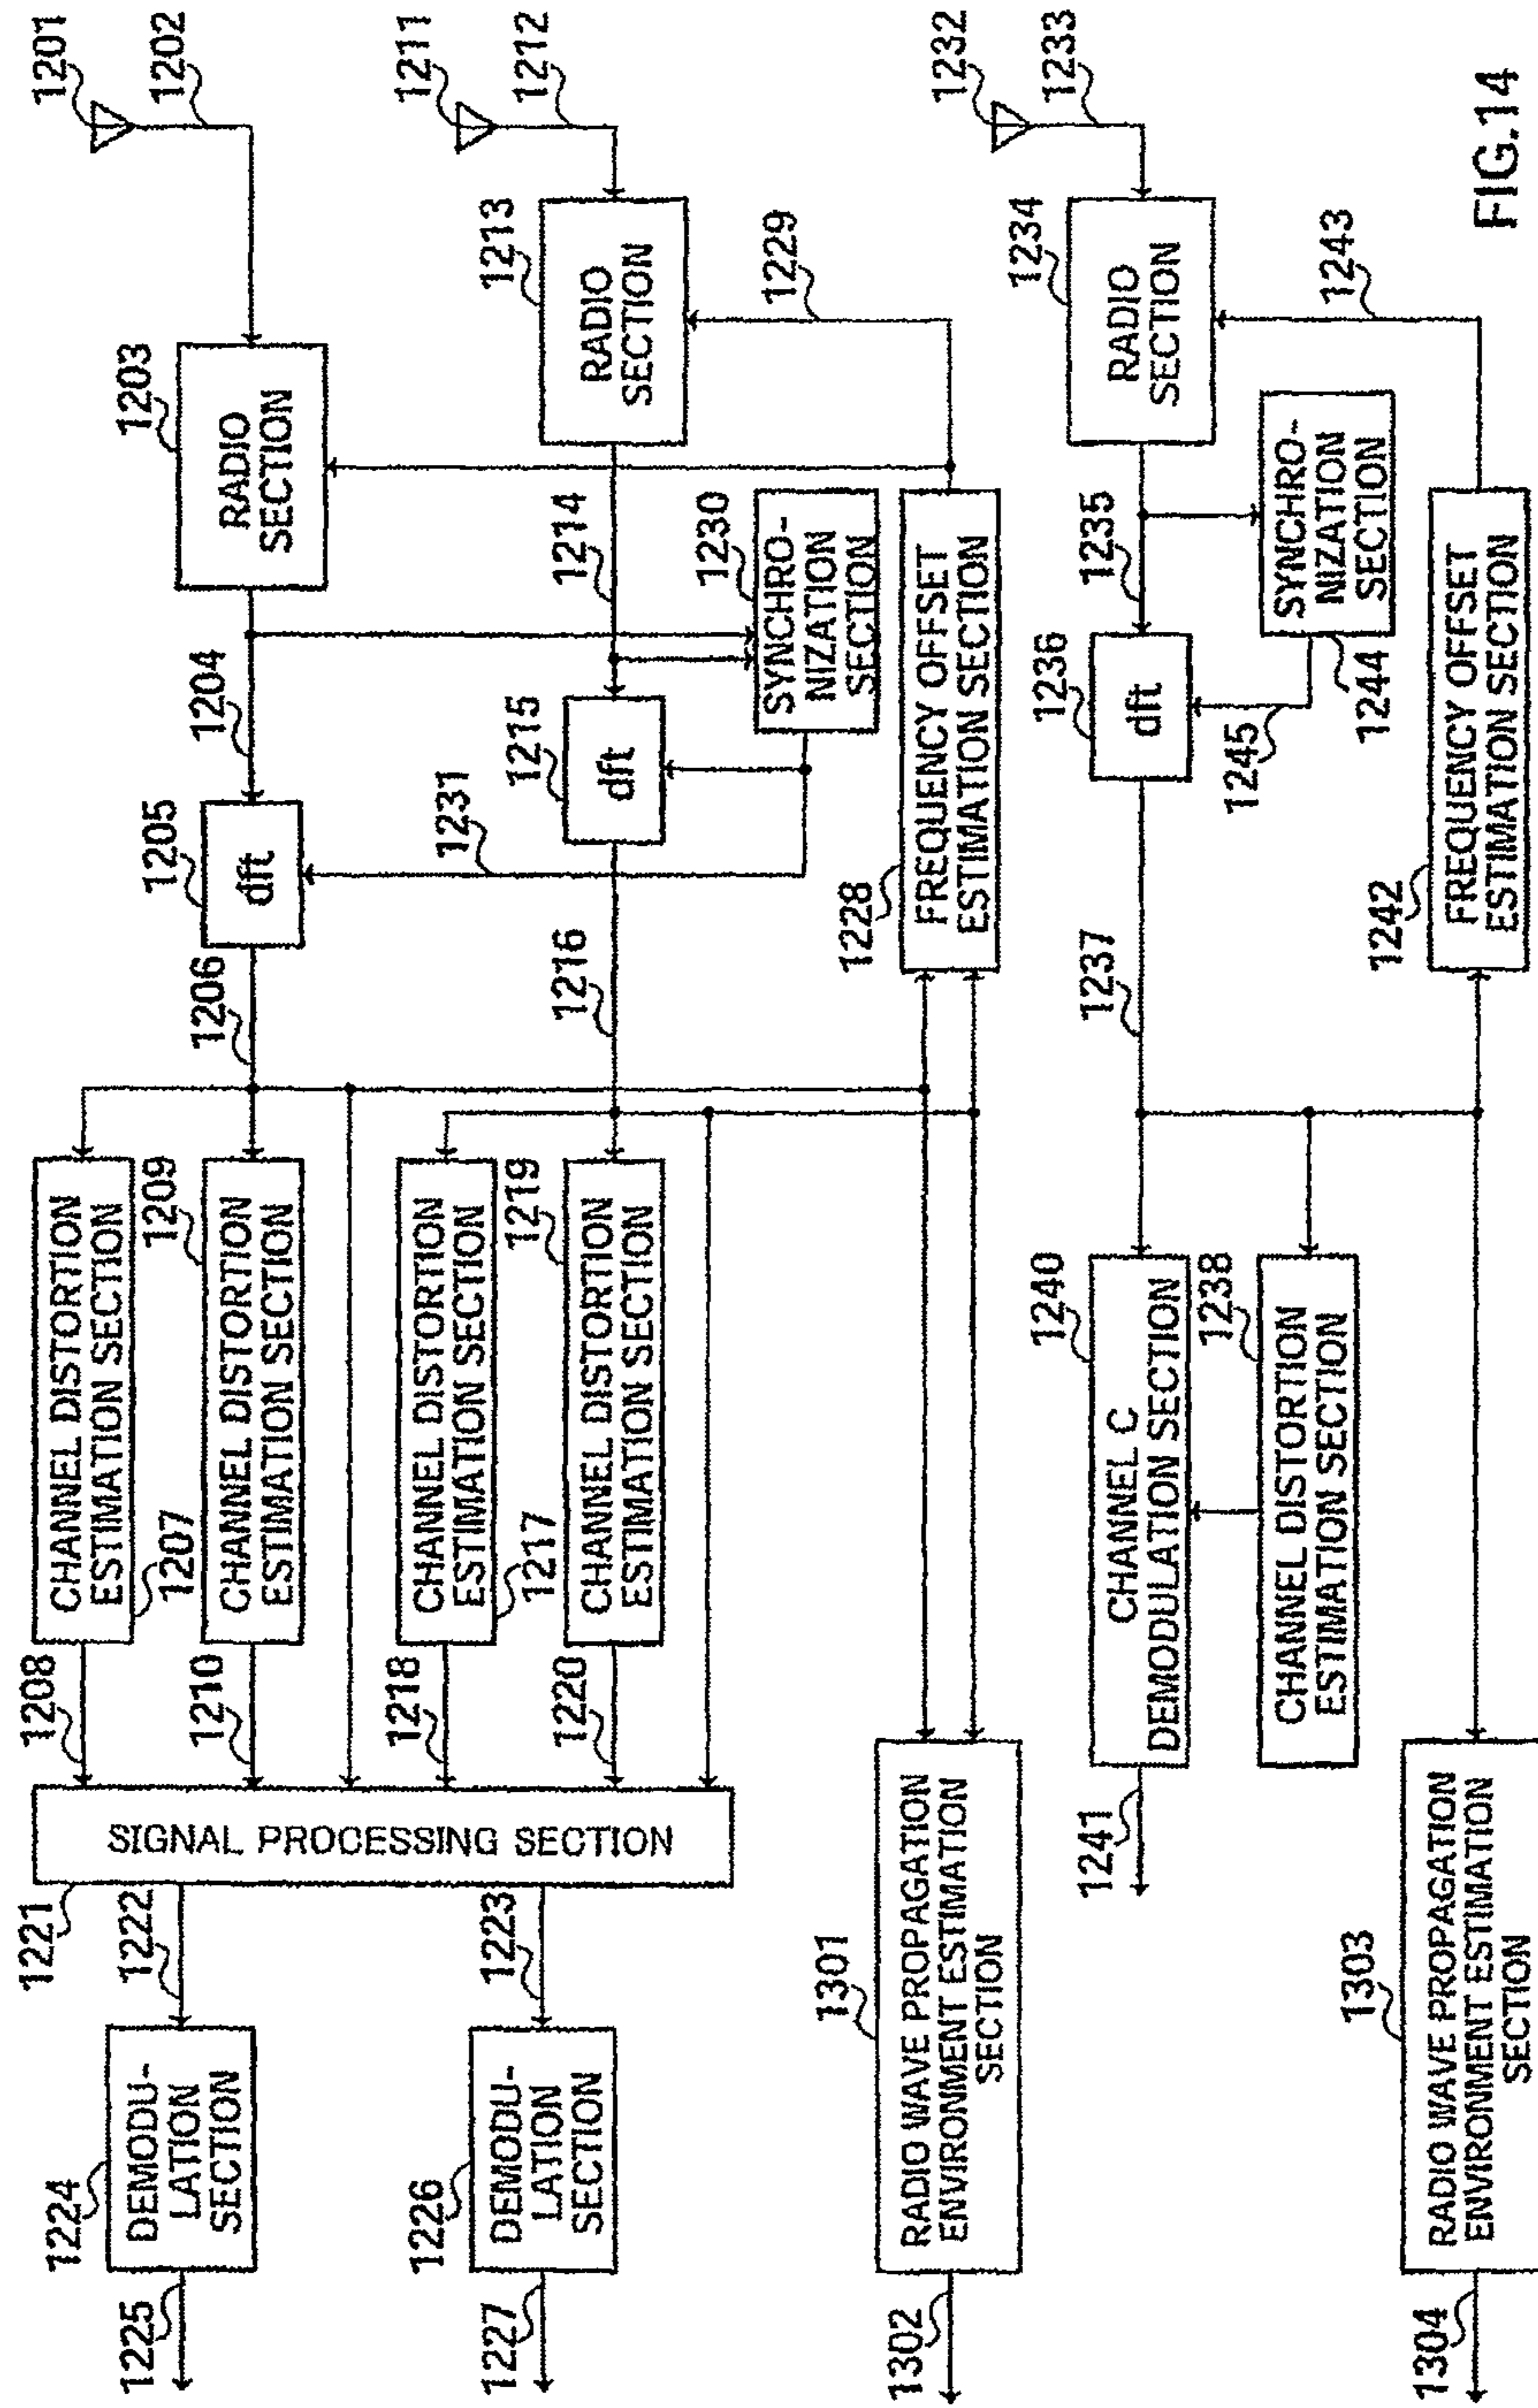 1201
1202
1203
RADIO
SECTION
1204
1205
dft
1206
CHANNEL DISTORTION
ESTIMATION SECTION
1207
1208
1209
CHANNEL DISTORTION
ESTIMATION SECTION
1210
1211
1212
1213
RADIO
SECTION
1214
1215
dft
1216
CHANNEL DISTORTION
ESTIMATION SECTION
1217
1218
1219
CHANNEL DISTORTION
ESTIMATION SECTION
1220
SIGNAL PROCESSING SECTION
1221
1222
1223
1224
DEMODU-
LATION
SECTION
1225
1226
DEMODU-
LATION
SECTION
1227
1228
FREQUENCY OFFSET
ESTIMATION SECTION
1229
1230
SYNCHRO-
NIZATION
SECTION
1231
1301
RADIO WAVE PROPAGATION
ENVIRONMENT ESTIMATION
SECTION
1302
1232
1233
1234
RADIO
SECTION
1235
1236
dft
1237
1238
CHANNEL DISTORTION
ESTIMATION SECTION
1240
CHANNEL C
DEMODULATION SECTION
1241
1242
FREQUENCY OFFSET
ESTIMATION SECTION
1243
SYNCHRO-
NIZATION
SECTION
1244
1245
1303
RADIO WAVE PROPAGATION
ENVIRONMENT ESTIMATION
SECTION
1304
FIG.14